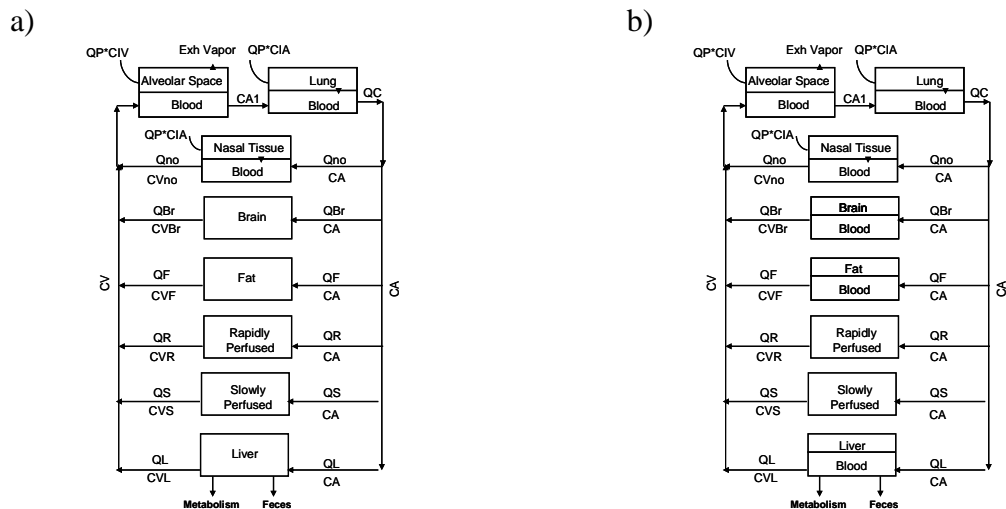 a)
Exh Vapor
QP*CIA
QP*CIV
Alveolar Space
Lung
QC
Blood
CA1
Blood
QP*CIA
Nasal Tissue
Qno
Qno
Blood
CVno
CA
QBr
Brain
QBr
CVBr
CA
CV
QF
Fat
QF
CA
CVF
CA
QR
Rapidly
QR
CVR
Perfused
CA
QS
Slowly
QS
CVS
Perfused
CA
QL
Liver
QL
CVL
CA
Metabolism
Feces
b)
Exh Vapor
QP*CIA
QP*CIV
Alveolar Space
Lung
QC
Blood
CA1
Blood
QP*CIA
Nasal Tissue
Qno
Qno
Blood
CVno
CA
QBr
Brain
QBr
CVBr
Blood
CA
CV
QF
Fat
QF
CA
CVF
Blood
CA
QR
Rapidly
QR
CVR
Perfused
CA
QS
Slowly
QS
CVS
Perfused
CA
QL
Liver
QL
CVL
Blood
CA
Metabolism
Feces